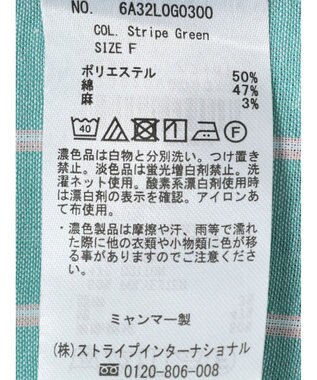 NO. 6A32L0G0300
COL. Stripe Green
SIZE F
ポリエステル 50%
綿 47%
麻 3%
40
F
濃色品は白物と分別洗い。つけ置き
禁止。淡色品は蛍光増白剤禁止。洗
濯ネット使用。酸素系漂白剤使用時
は漂白剤の表示を確認。アイロンあ
て布使用。
・濃色製品は摩擦や汗、雨等で濡れ
た際に他の衣類や小物類に色が移
る事がありますのでご注意くださ
い。
ミャンマー製
(株)ストライプインターナショナル
0120-806-008